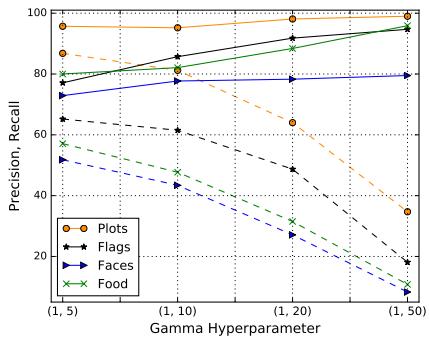 100
80
60
40
20
Precision, Recall
Plots
Flags
Faces
Food
(1, 5)
(1, 10)
(1, 20)
(1, 50)
Gamma Hyperparameter